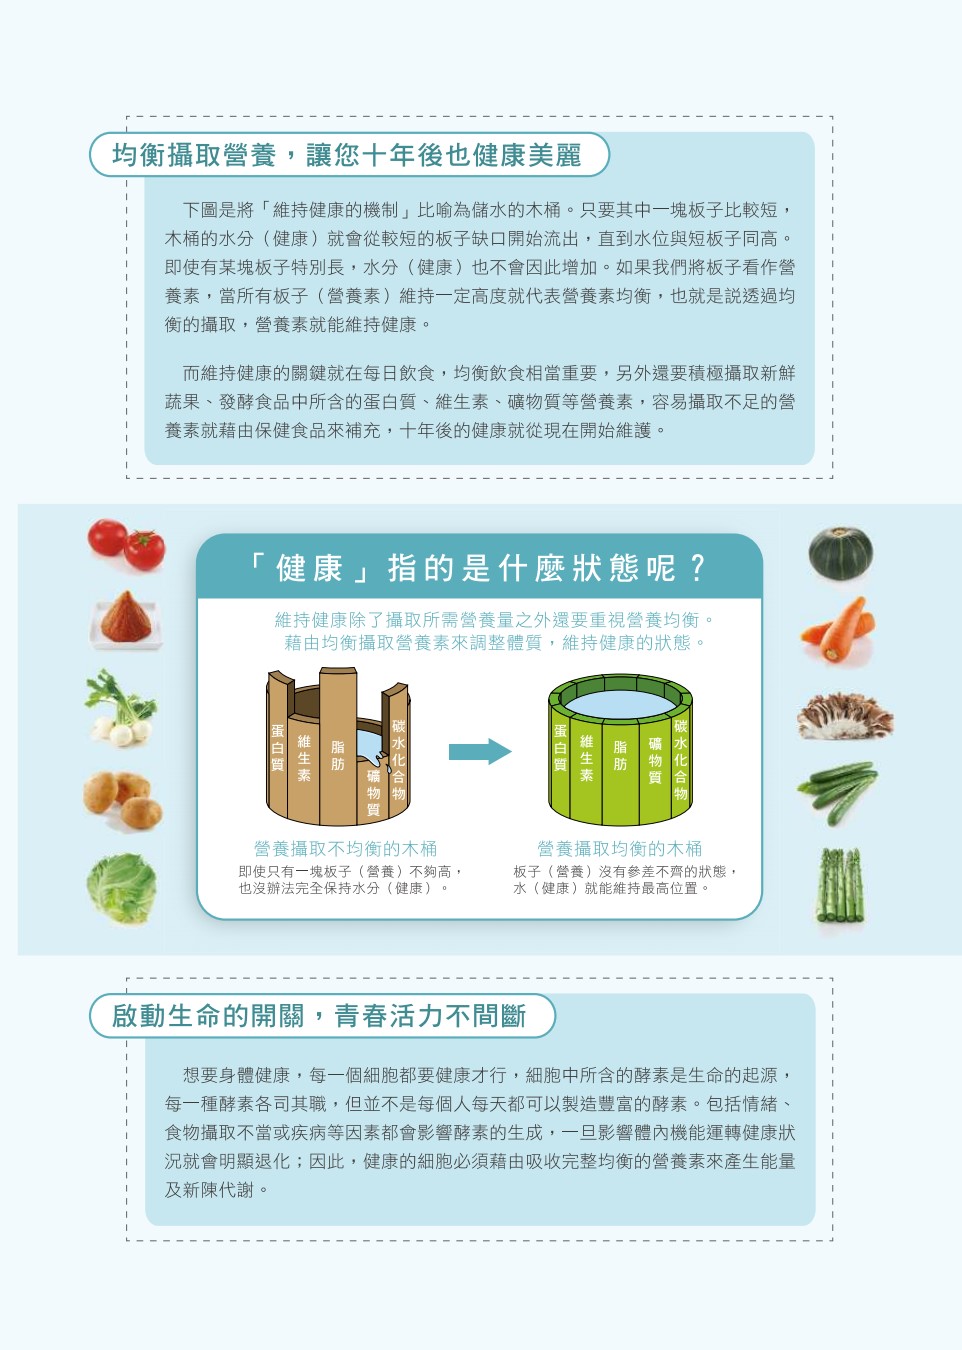 均衡攝取營養，讓您十年後也健康美麗
下圖是將「維持健康的機制」比喻為儲水的木桶。只要其中一塊板子比較短，
木桶的水分（健康）就會從較短的板子缺口開始流出，直到水位與短板子同高。
即使有某塊板子特別長，水分（健康）也不會因此增加。如果我們將板子看作營
養素，當所有板子（營養素）維持一定高度就代表營養素均衡，也就是説透過均
衡的攝取，營養素就能維持健康。
而維持健康的關鍵就在每日飲食，均衡飲食相當重要，另外還要積極攝取新鮮
蔬果、發酵食品中所含的蛋白質、維生素、礦物質等營養素，容易攝取不足的營
養素就藉由保健食品來補充，十年後的健康就從現在開始維護。
「健康」指的是什麼狀態呢？
維持健康除了攝取所需營養量之外還要重視營養均衡。
藉由均衡攝取營養素來調整體質，維持健康的狀態。
蛋白質
維生素
脂肪
礦物質
碳水化合物
蛋白質
維生素
脂肪
礦物質
碳水化合物
營養攝取不均衡的木桶
即使只有一塊板子（營養）不夠高，
也沒辦法完全保持水分（健康）。
營養攝取均衡的木桶
板子（營養）沒有參差不齊的狀態，
水（健康）就能維持最高位置。
啟動生命的開關，青春活力不間斷
想要身體健康，每一個細胞都要健康才行，細胞中所含的酵素是生命的起源，
每一種酵素各司其職，但並不是每個人每天都可以製造豐富的酵素。包括情緒、
食物攝取不當或疾病等因素都會影響酵素的生成，一旦影響體內機能運轉健康狀
況就會明顯退化；因此，健康的細胞必須藉由吸收完整均衡的營養素來產生能量
及新陳代謝。